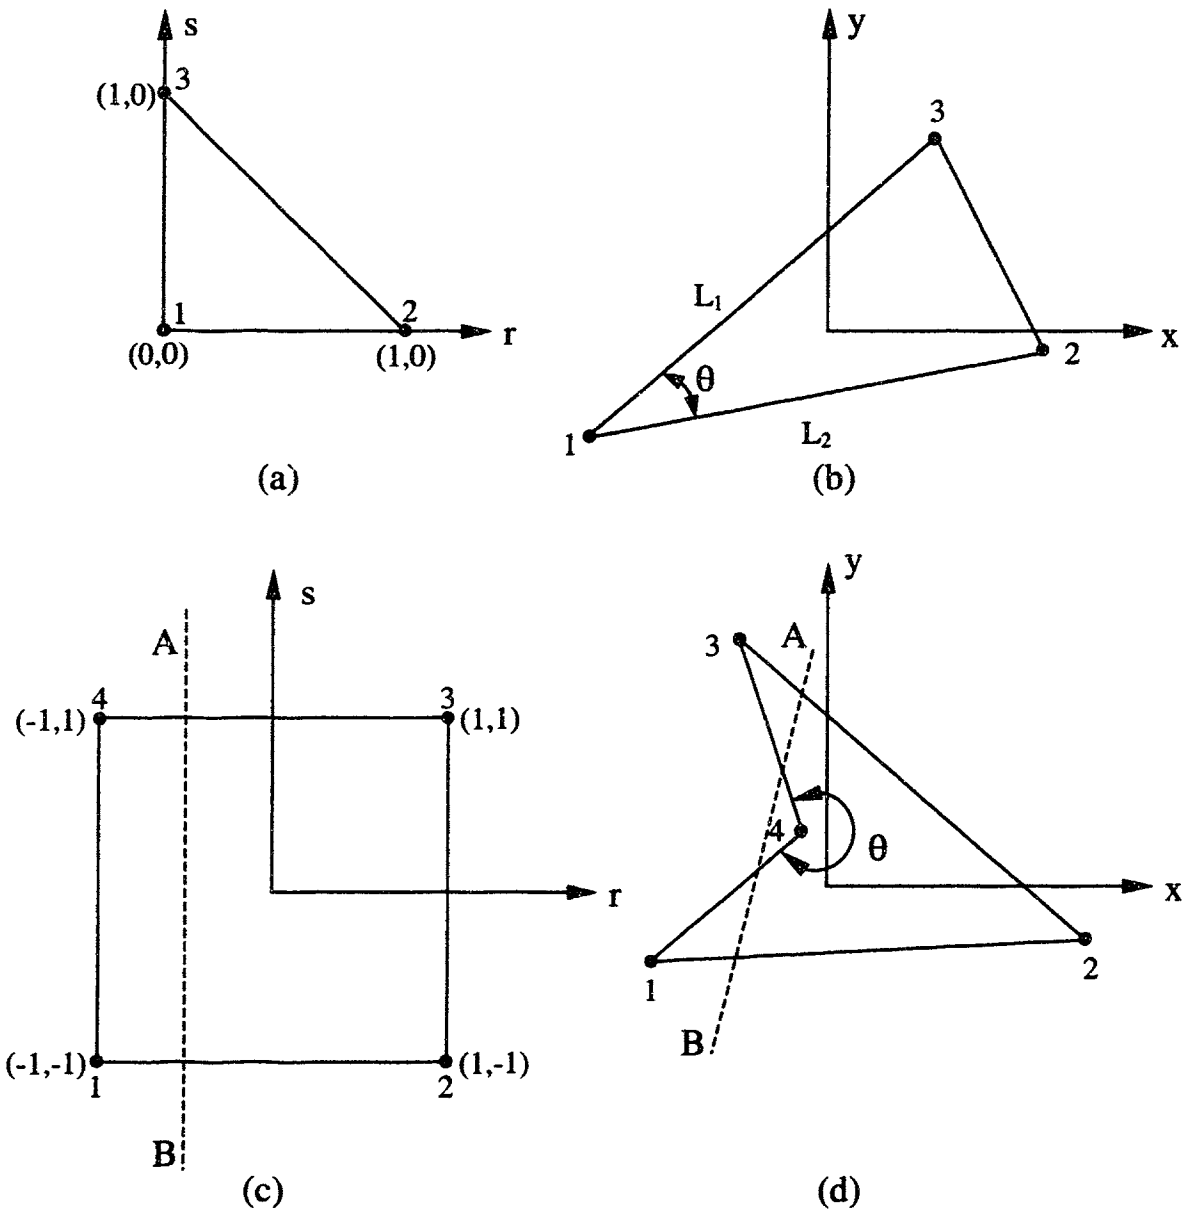 s
3
(1,0)
1
2
r
(0,0)
(1,0)
(a)
y
3
L₁
x
θ
2
1
L₂
(b)
s
A
4
3
(-1,1)
(1,1)
r
(-1,-1)
(1,-1)
1
2
B
(c)
y
3
A
4
θ
x
1
2
B
(d)